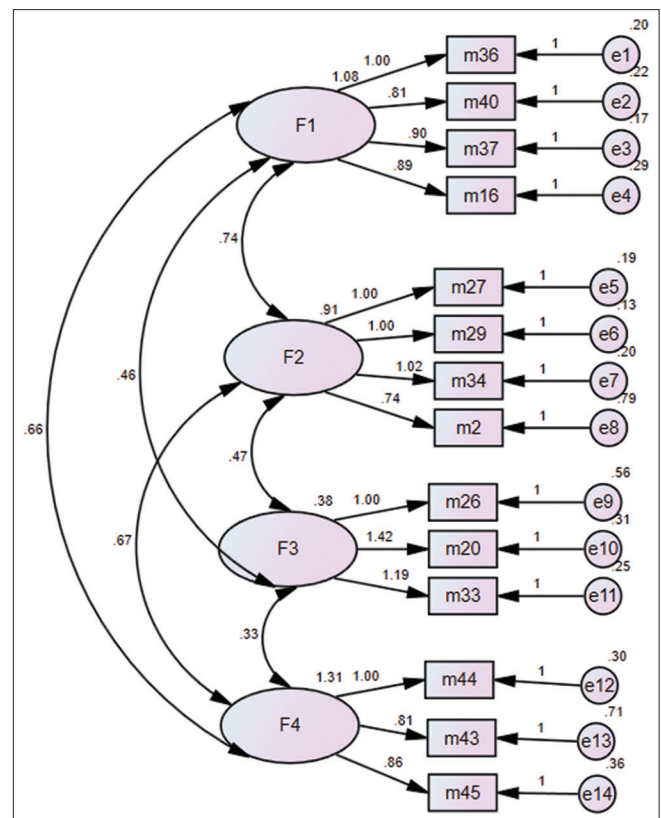 .20
1.00 m36 1 e1
1.08 .22
F1 .81 m40 1 e2
.17
.90 m37 1 e3
.29
.89 m16 1 e4
.74
.19
.91 1.00 m27 1 e5
.13
F2 1.00 m29 1 e6
.20
1.02 m34 1 e7
.79
.74 m2 1 e8
.46
.66
.47
.56
.38 1.00 m26 1 e9
.31
F3 1.42 m20 1 e10
.25
1.19 m33 1 e11
.67
.33
.30
1.31 1.00 m44 1 e12
.71
F4 .81 m43 1 e13
.36
.86 m45 1 e14